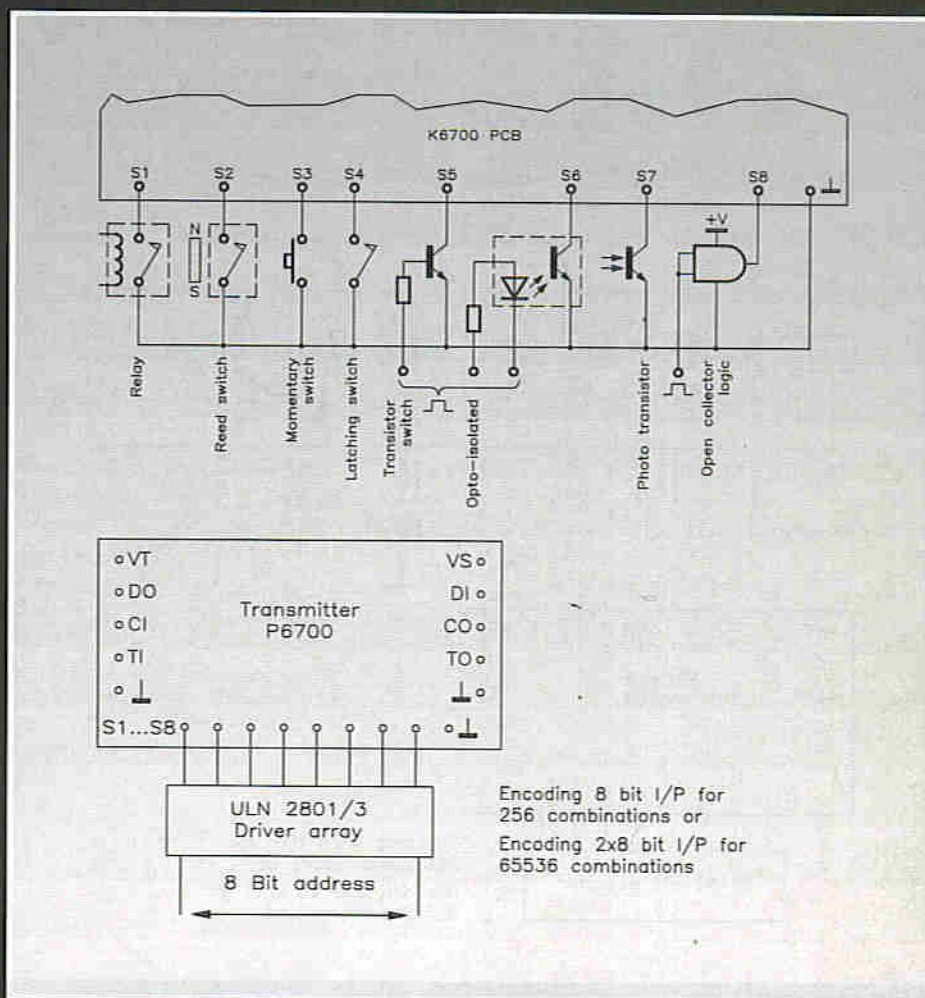 K6700 PCB
S1
S2
S3
S4
S5
S6
S7
S8
+V
N
S
Relay
Reed switch
Momentary
switch
Latching switch
Transistor
switch
Opto-isolated
Photo transistor
Open collector
logic
VT
VS
DO
DI
Transmitter
P6700
CI
CO
TI
TO
S1...S8
ULN 2801/3
Driver array
8 Bit address
Encoding 8 bit I/P for
256 combinations or
Encoding 2x8 bit I/P for
65536 combinations